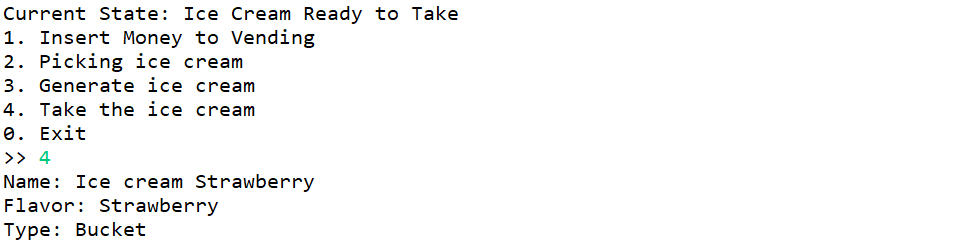 Current State: Ice Cream Ready to Take
1. Insert Money to Vending
2. Picking ice cream
3. Generate ice cream
4. Take the ice cream
0. Exit
>> 4
Name: Ice cream Strawberry
Flavor: Strawberry
Type: Bucket